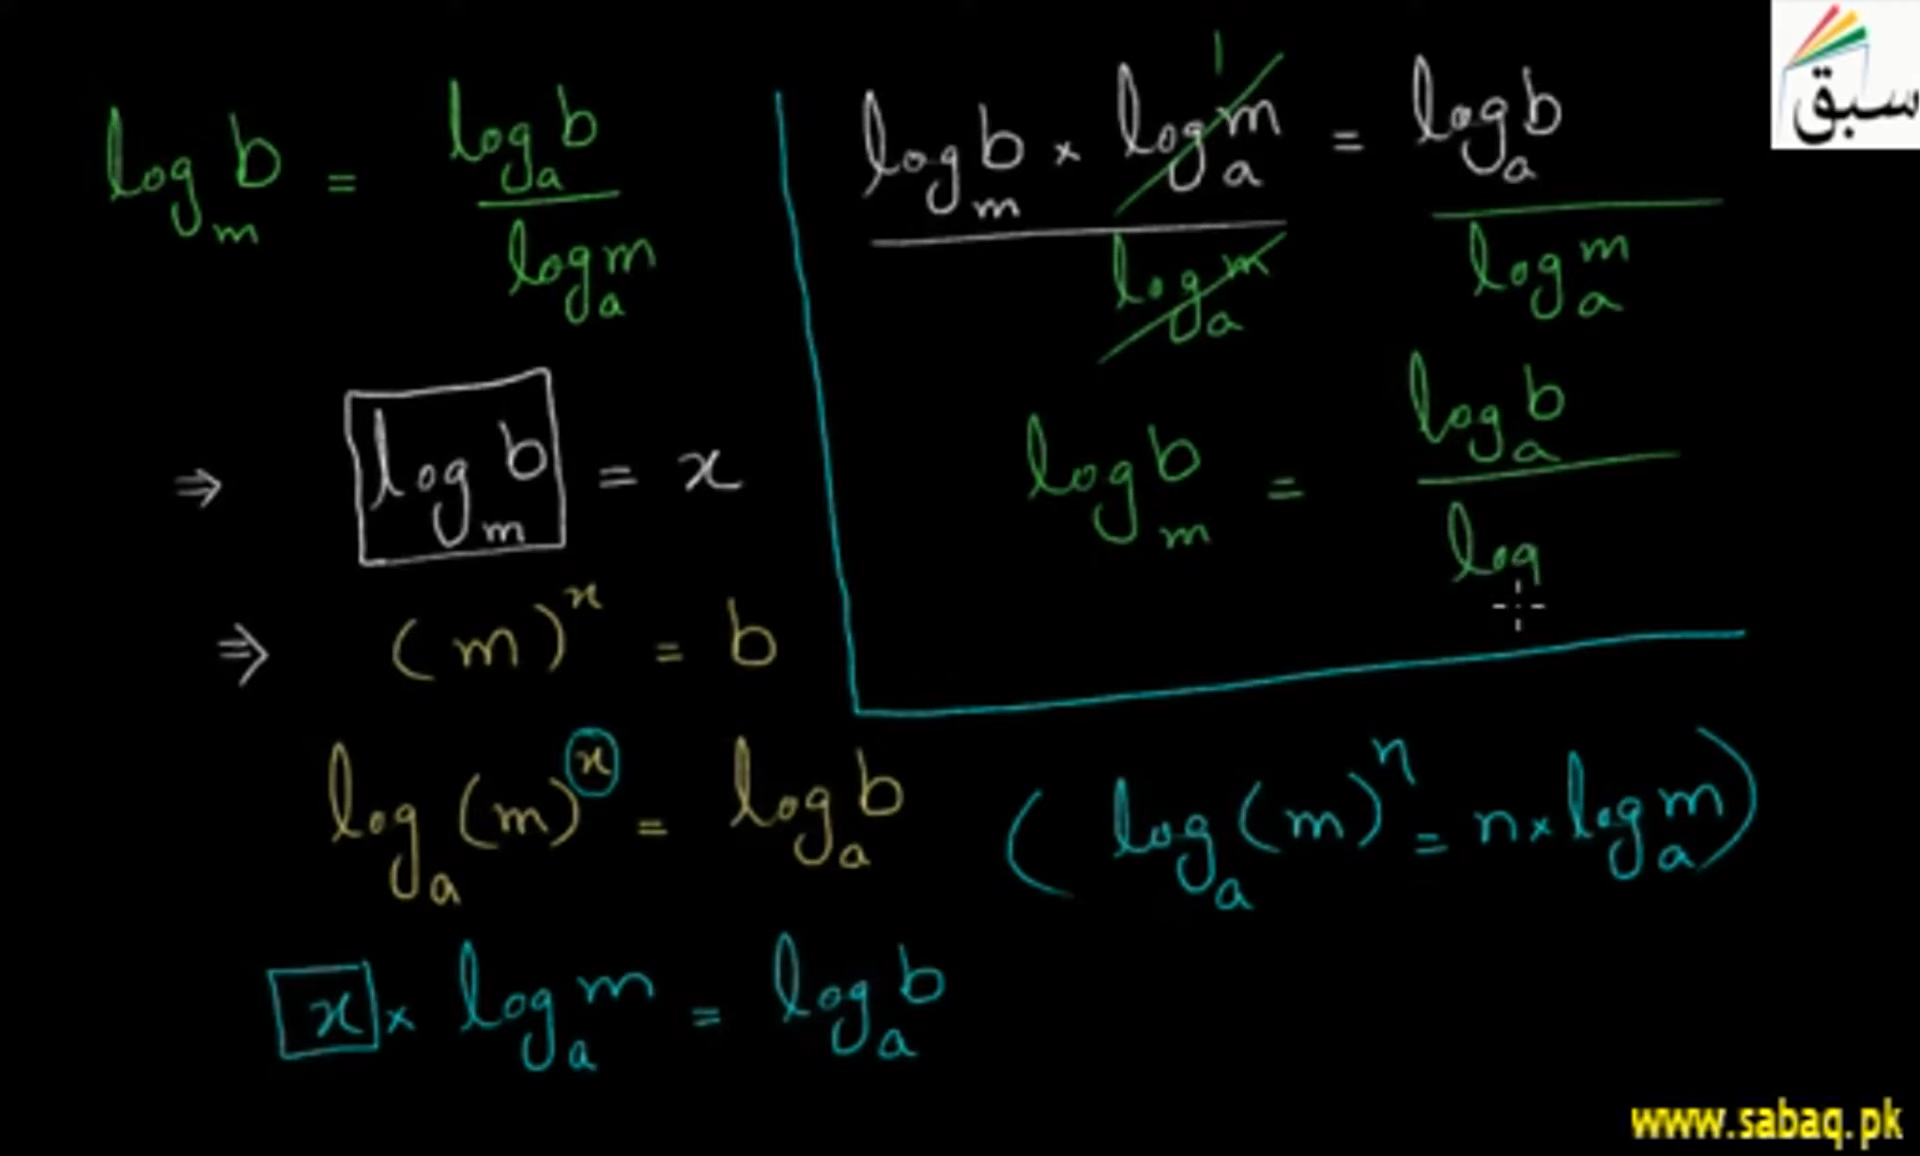 log_m b = log_a b / log_a m
⇒ log_m b = x
⇒ (m)^x = b
log_a (m)^x = log_a b
x × log_a m = log_a b
log_m b × log_a m / log_a m = log_a b / log_a m
1
log_m b = log_a b / log
(log_a (m)^n = n × log_a m)
سبق
www.sabaq.pk